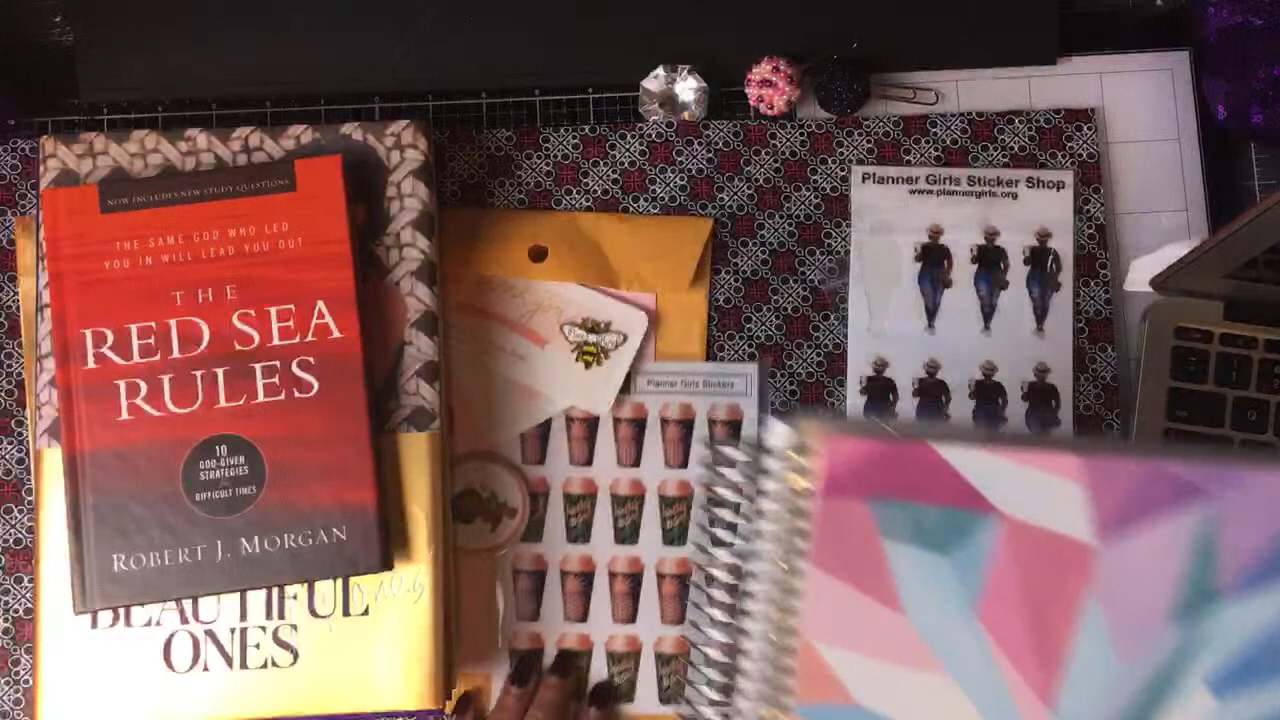 NOW INCLUDES NEW STUDY QUESTIONS
THE SAME GOD WHO LED
YOU IN WILL LEAD YOU OUT
THE
RED SEA
RULES
10
GOD-GIVEN
STRATEGIES
DIFFICULT TIMES
ROBERT J. MORGAN
BEAUTIFUL
ONES
Planner Girls Stickers
Planner Girls Sticker Shop
www.plannergirls.org